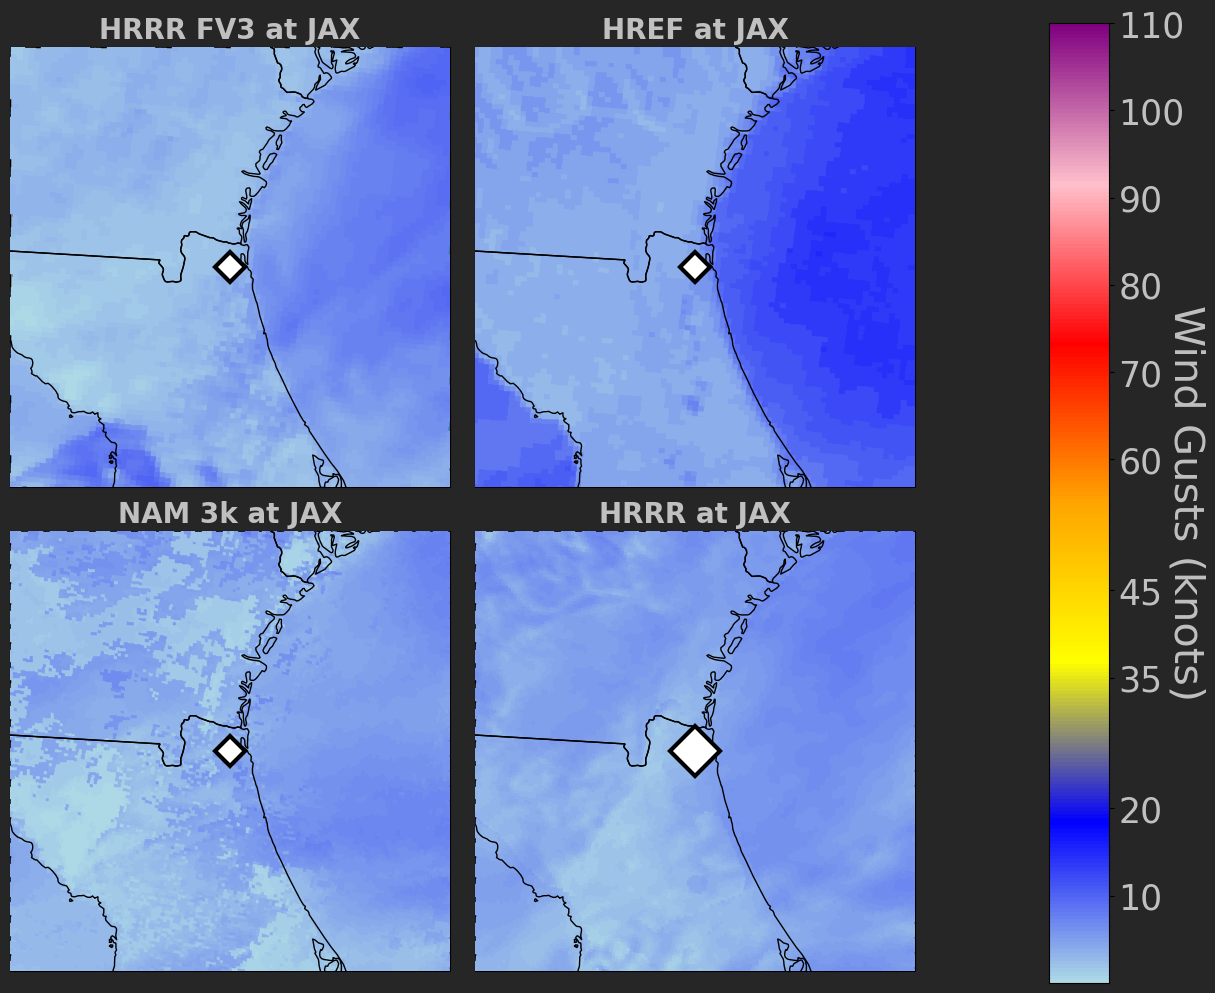 HRRR FV3 at JAX
HREF at JAX
NAM 3k at JAX
HRRR at JAX
110
100
90
80
70
60
45
35
20
10
Wind Gusts (knots)